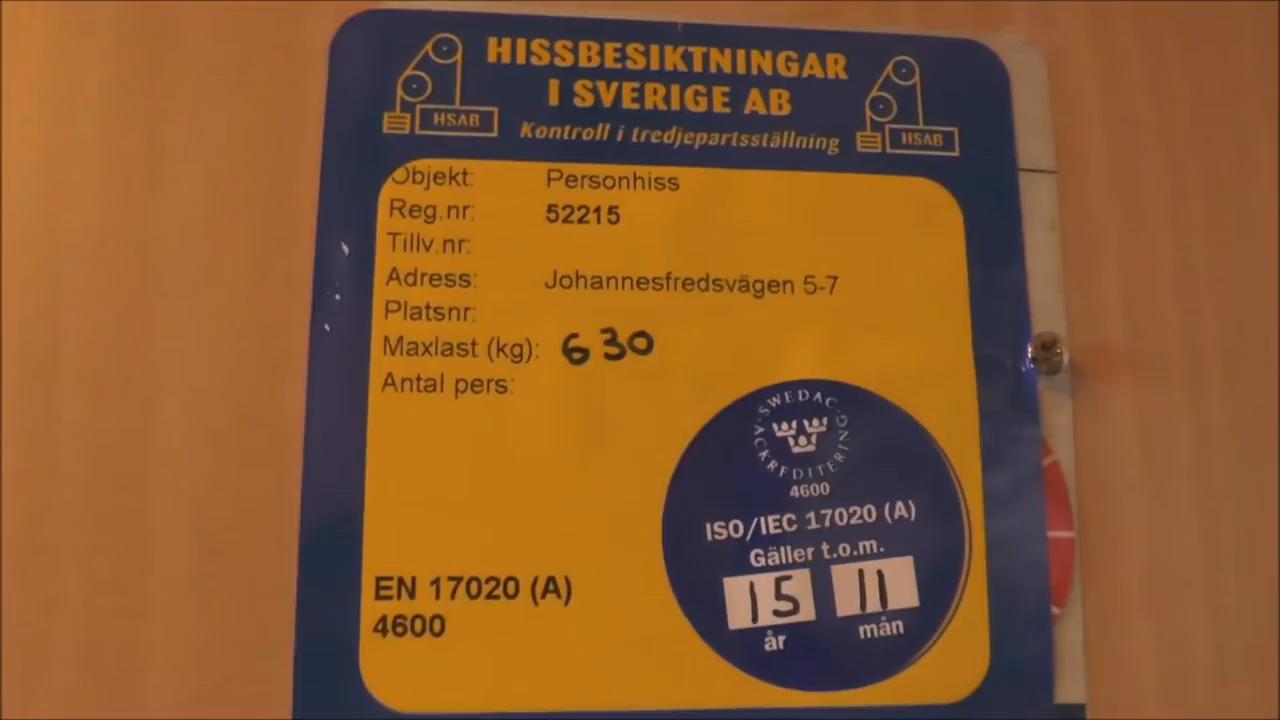 HISSBESIKTNINGAR
I SVERIGE AB
HSAB
Kontroll i tredjepartsställning
HSAB
Objekt: Personhiss
Reg.nr: 52215
Tillv.nr:
Adress: Johannesfredsvägen 5-7
Platsnr:
Maxlast (kg): 630
Antal pers:
SWEDAC ACKREDITERING
4600
ISO/IEC 17020 (A)
Gäller t.o.m.
15 11
år mån
EN 17020 (A)
4600